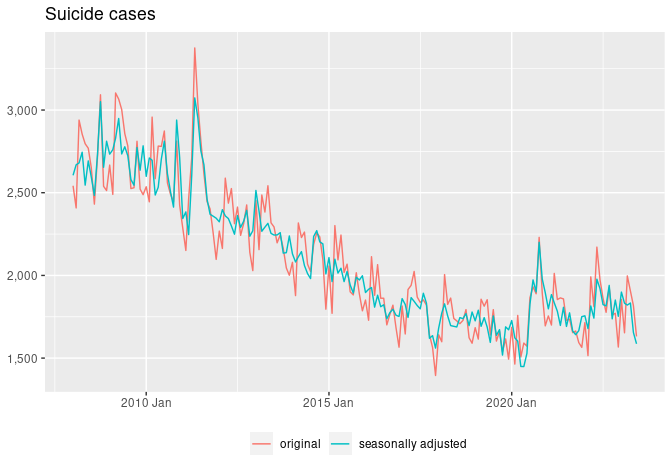 Suicide cases
3,000
2,500
2,000
1,500
2010 Jan 2015 Jan 2020 Jan
original seasonally adjusted